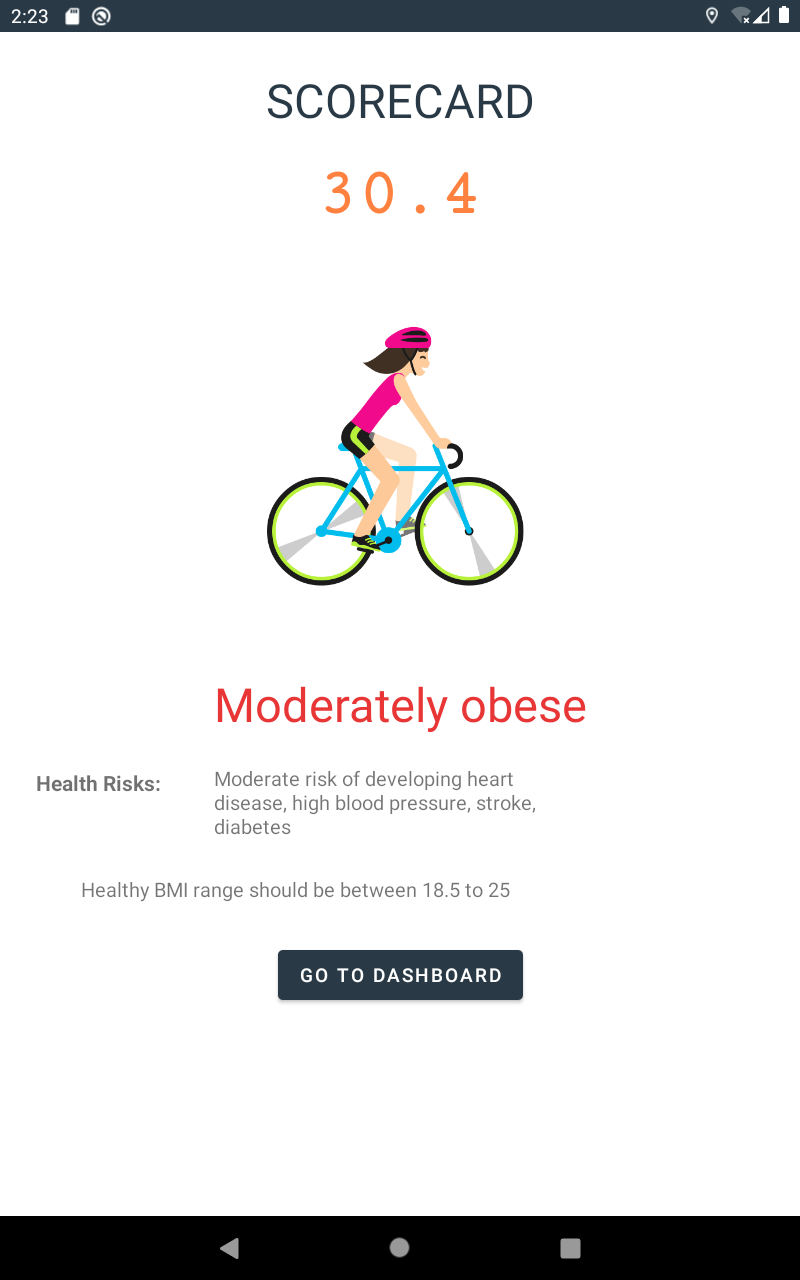 2:23
SCORECARD
30.4
Moderately obese
Health Risks:
Moderate risk of developing heart
disease, high blood pressure, stroke,
diabetes
Healthy BMI range should be between 18.5 to 25
GO TO DASHBOARD